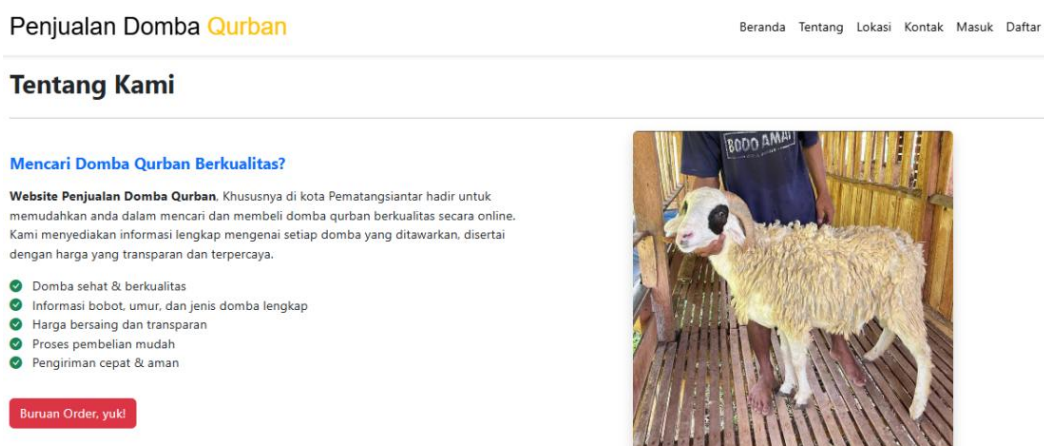 Penjualan Domba Qurban
Beranda Tentang Lokasi Kontak Masuk Daftar
Tentang Kami
Mencari Domba Qurban Berkualitas?
Website Penjualan Domba Qurban, Khususnya di kota Pematangsiantar hadir untuk
memudahkan anda dalam mencari dan membeli domba qurban berkualitas secara online.
Kami menyediakan informasi lengkap mengenai setiap domba yang ditawarkan, disertai
dengan harga yang transparan dan terpercaya.
Domba sehat & berkualitas
Informasi bobot, umur, dan jenis domba lengkap
Harga bersaing dan transparan
Proses pembelian mudah
Pengiriman cepat & aman
Buruan Order, yuk!
BODO AMAT